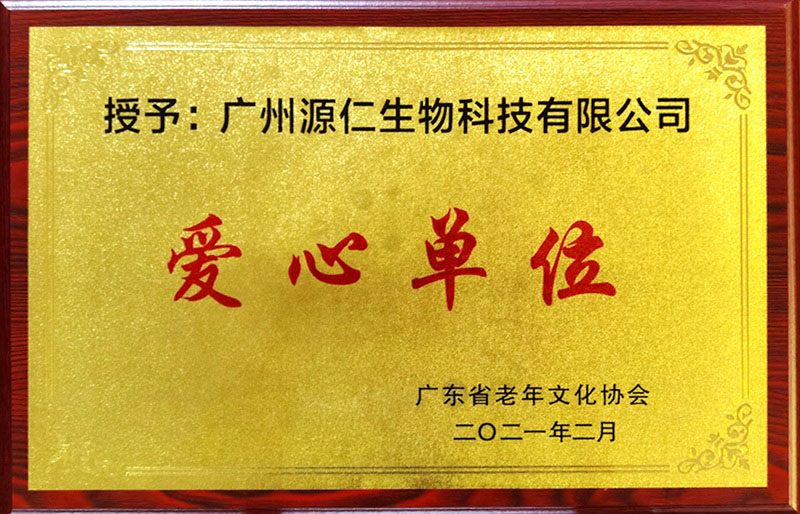 授予：广州源仁生物科技有限公司
爱心单位
广东省老年文化协会
二〇二一年二月